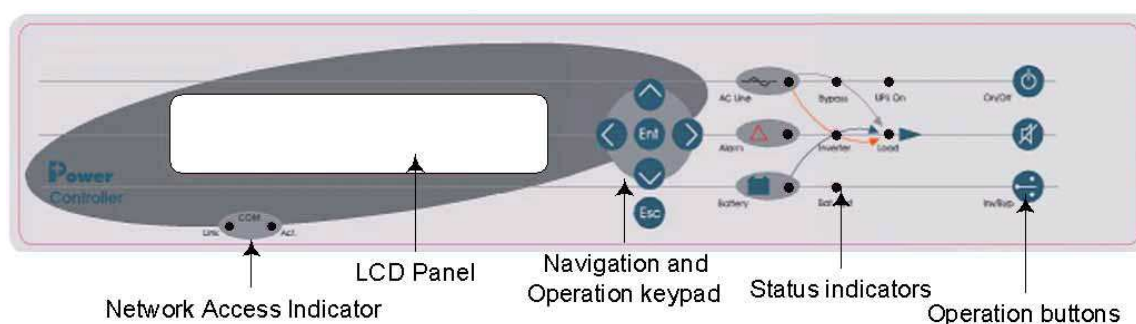 AC Line
Bypass
UPS On
On/Off
Ent
Alarm
Inverter
Load
Power
Controller
Battery
Esc
Inv/Byp
COM
Link
Act.
LCD Panel
Navigation and
Operation keypad
Status indicators
Network Access Indicator
Operation buttons